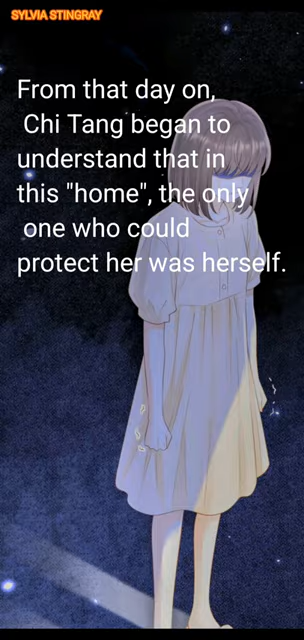 SYLVIA STINGRAY
From that day on,
Chi Tang began to
understand that in
this "home", the only
one who could
protect her was herself.